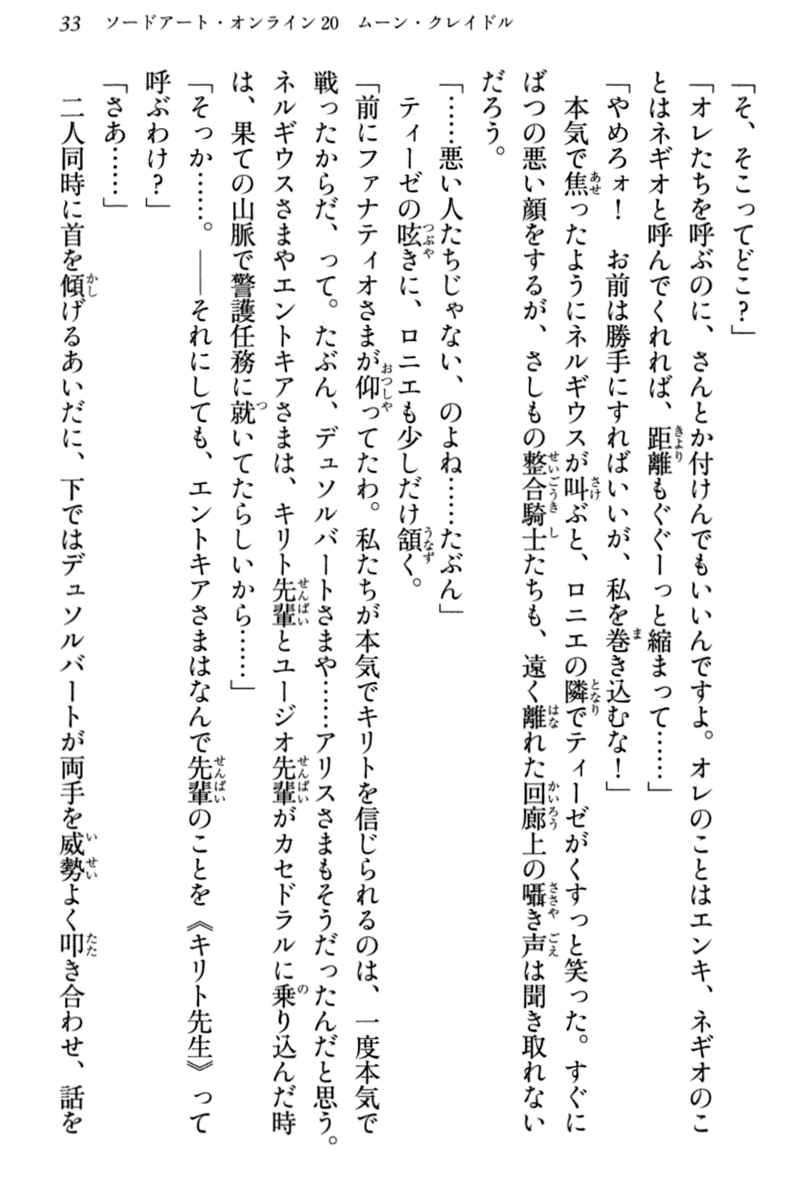 33 ソードアート・オンライン20 ムーン・クレイドル
「そ、そこってどこ？」
「オレたちを呼ぶのに、さんとか付けんでもいいんですよ。オレのことはエンキ、ネギオのこ
とはネギオと呼んでくれれば、距離もぐぐーっと縮まって……」
「やめろォ！　お前は勝手にすればいいが、私を巻き込むな！」
本気で焦ったようにネルギウスが叫ぶと、ロニエの隣でティーゼがくすっと笑った。すぐに
ばつの悪い顔をするが、さしもの整合騎士たちも、遠く離れた回廊上の囁き声は聞き取れない
だろう。
「……悪い人たちじゃない、のよね……たぶん」
ティーゼの呟きに、ロニエも少しだけ頷く。
「前にファナティオさまが仰ってたわ。私たちが本気でキリトを信じられるのは、一度本気で
戦ったからだ、って。たぶん、デュソルバートさまや……アリスさまもそうだったんだと思う。
ネルギウスさまやエントキアさまは、キリト先輩とユージオ先輩がカセドラルに乗り込んだ時
は、果ての山脈で警護任務に就いてたらしいから……」
「そっか……。――それにしても、エントキアさまはなんで先輩のことを《キリト先生》って
呼ぶわけ？」
「さあ……」
二人同時に首を傾げるあいだに、下ではデュソルバートが両手を威勢よく叩き合わせ、話を